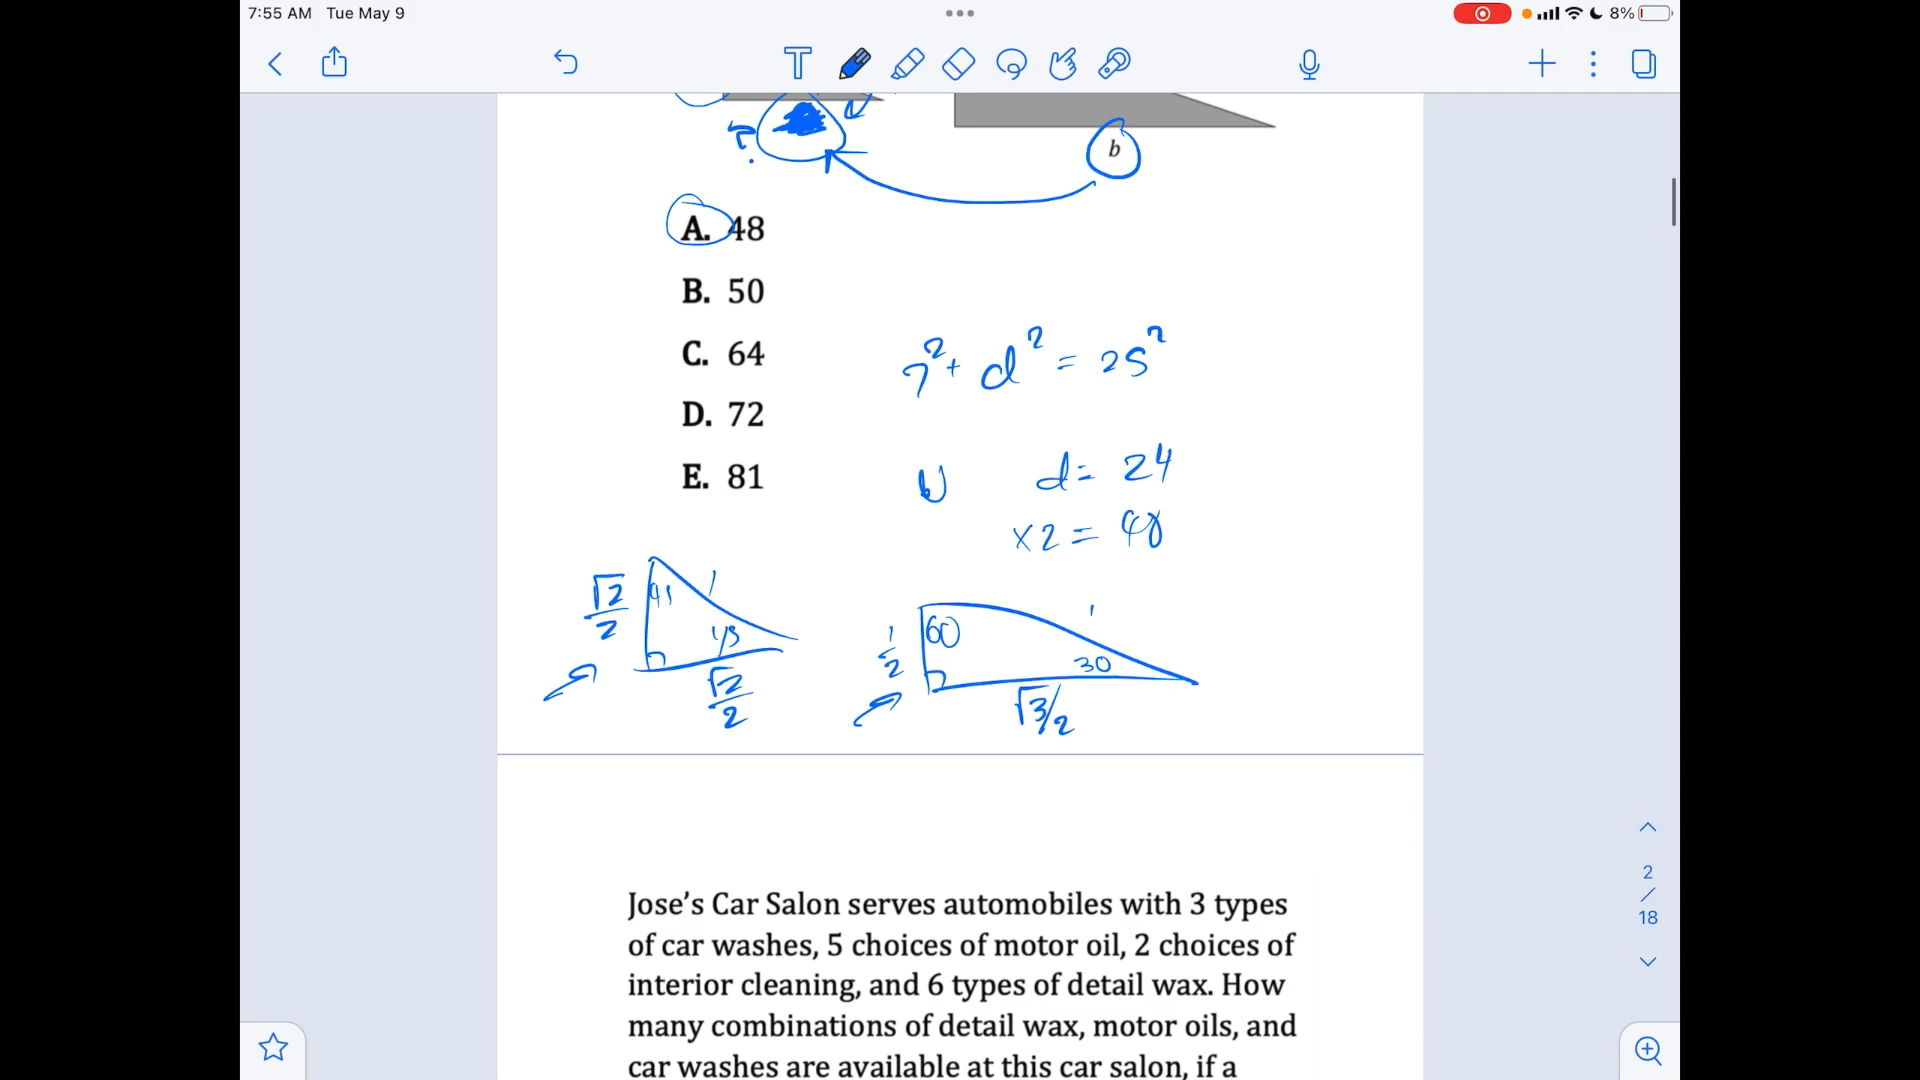 7:55 AM Tue May 9
8%
T
?
b
A. 48
B. 50
C. 64
D. 72
E. 81
7² + d² = 25²
d = 24
x2 = 48
√2/2
45
1
√2/2
60
1
1/2
30
√3/2
2
/
18
Jose's Car Salon serves automobiles with 3 types
of car washes, 5 choices of motor oil, 2 choices of
interior cleaning, and 6 types of detail wax. How
many combinations of detail wax, motor oils, and
car washes are available at this car salon, if a